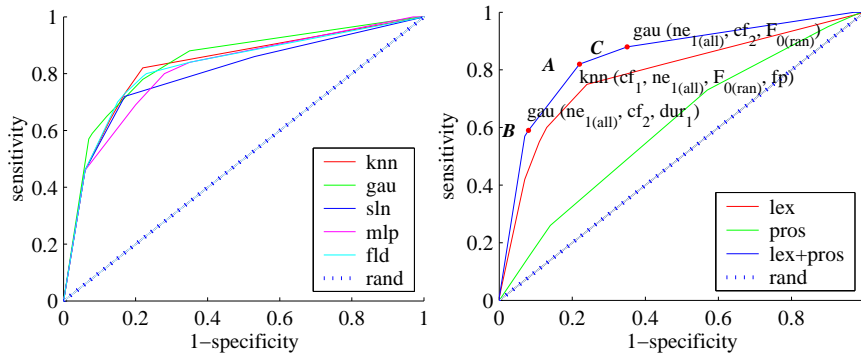 1
0.8
0.6
0.4
0.2
0
0
0.2
0.4
0.6
0.8
1
sensitivity
1−specificity
knn
gau
sln
mlp
fld
rand
1
0.8
0.6
0.4
0.2
0
0
0.2
0.4
0.6
0.8
1
sensitivity
1−specificity
gau (ne1(all), cf2, F0(ran))
C
A
knn (cf1, ne1(all), F0(ran), fp)
gau (ne1(all), cf2, dur1)
B
lex
pros
lex+pros
rand